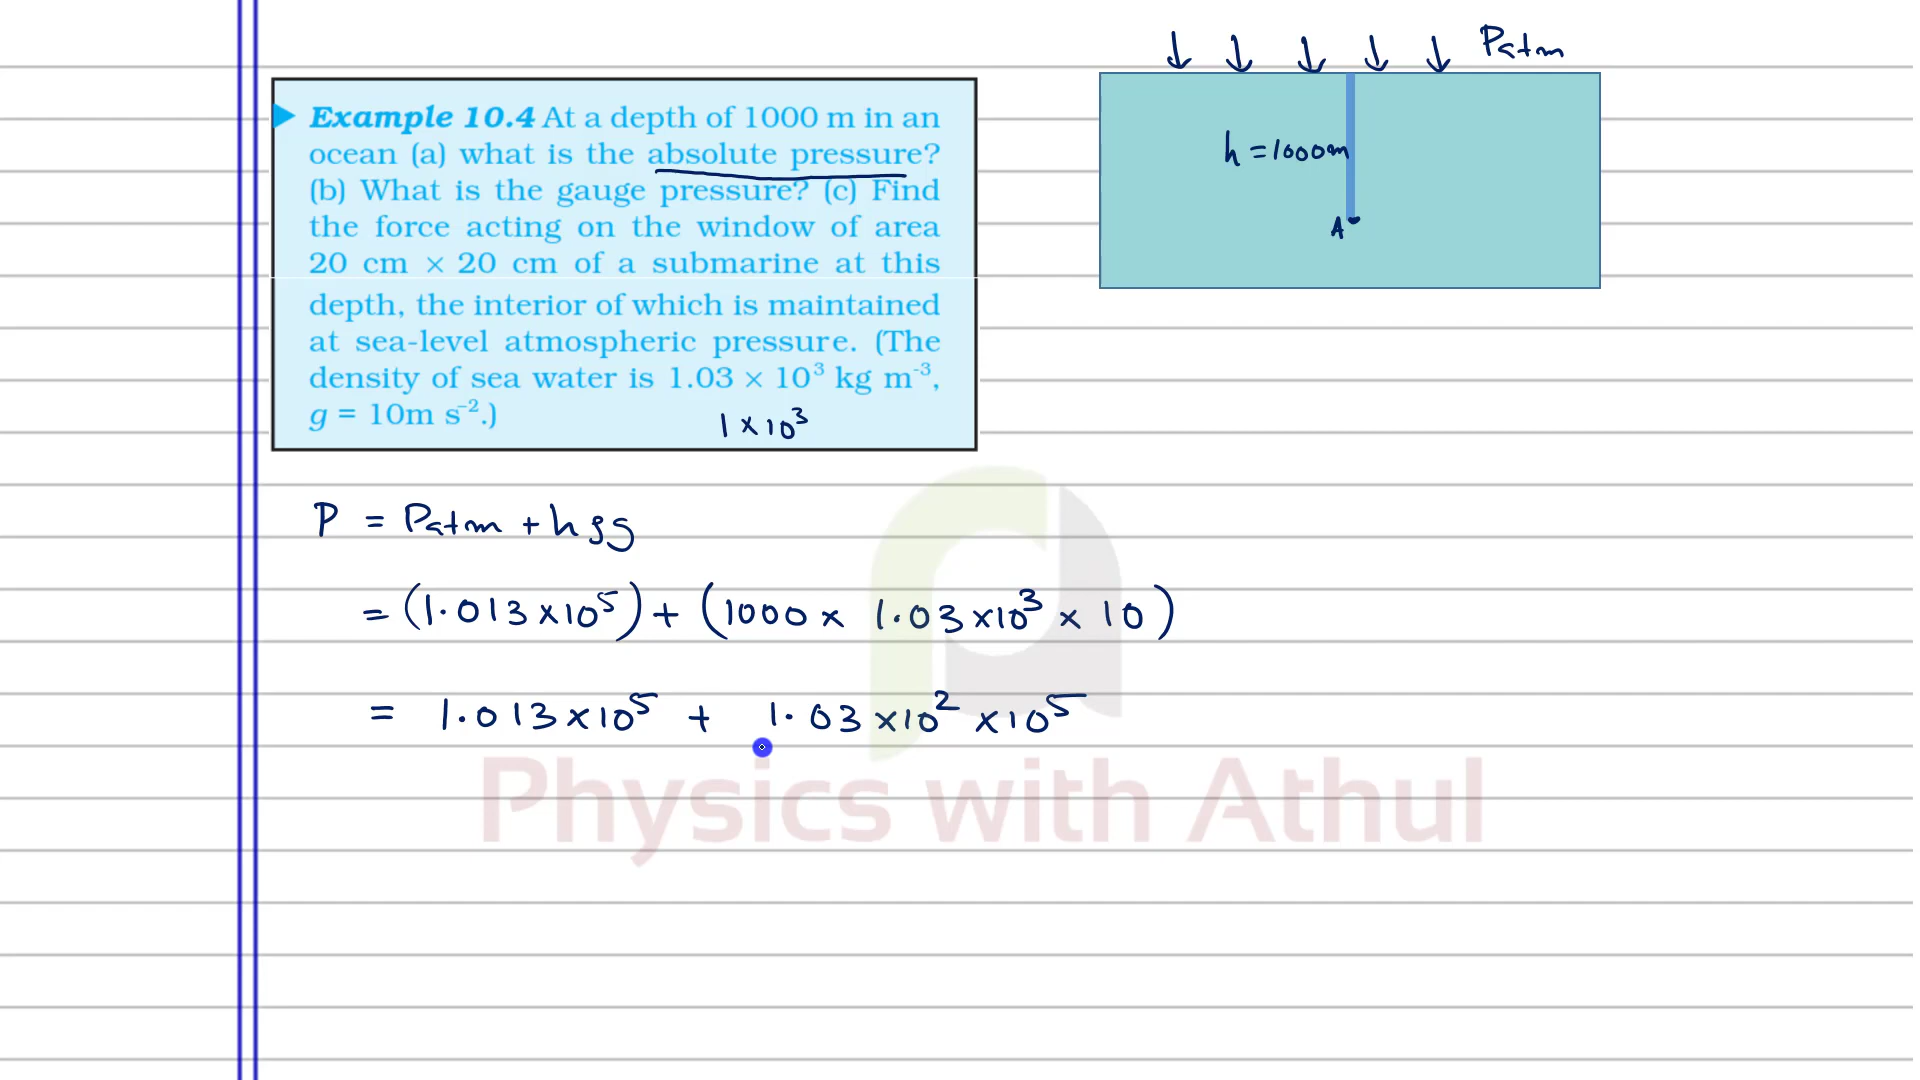 Patm
h = 1000m
A
Example 10.4 At a depth of 1000 m in an
ocean (a) what is the absolute pressure?
(b) What is the gauge pressure? (c) Find
the force acting on the window of area
20 cm × 20 cm of a submarine at this
depth, the interior of which is maintained
at sea-level atmospheric pressure. (The
density of sea water is 1.03 × 10³ kg m⁻³,
g = 10m s⁻².)
1 × 10³
P = Patm + hρg
= (1.013 × 10⁵) + (1000 × 1.03 × 10³ × 10)
= 1.013 × 10⁵ + 1.03 × 10² × 10⁵
Physics with Athul